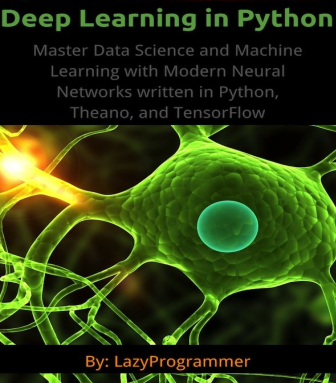 Deep Learning in Python
Master Data Science and Machine
Learning with Modern Neural
Networks written in Python,
Theano, and TensorFlow
By: LazyProgrammer